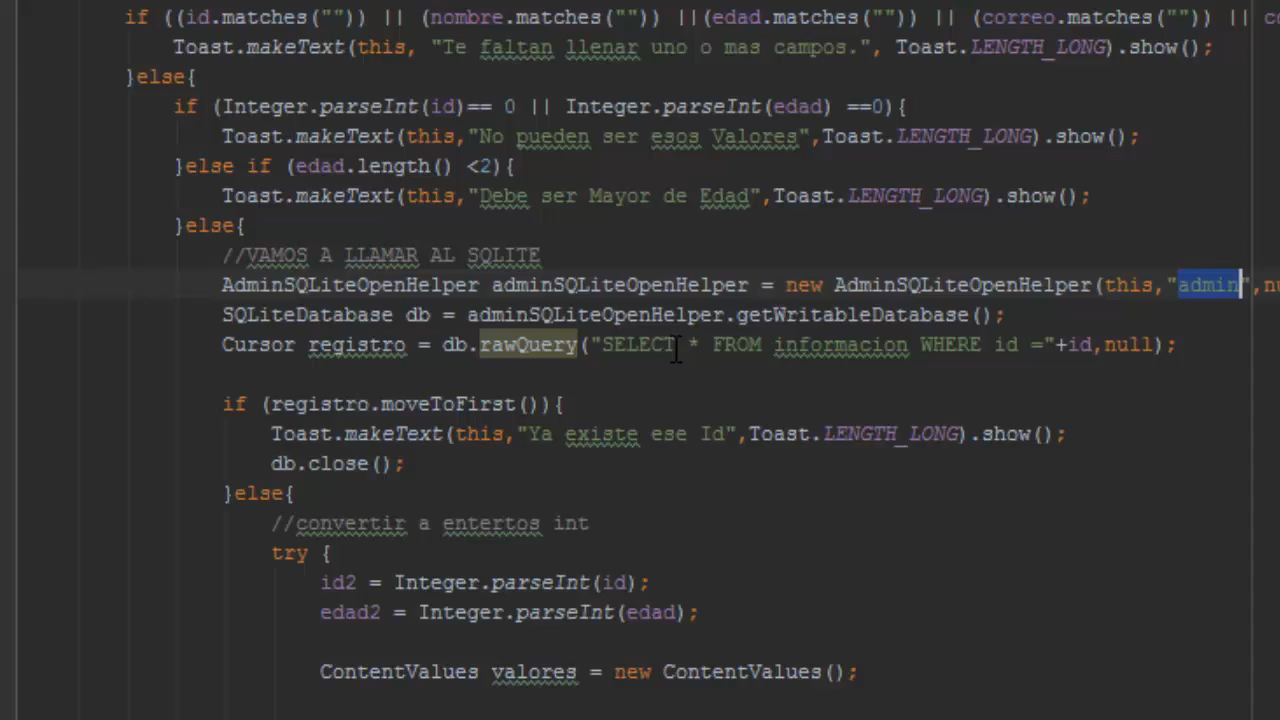 if ((id.matches("")) || (nombre.matches("")) ||(edad.matches("")) || (correo.matches("")) || co
Toast.makeText(this, "Te faltan llenar uno o mas campos.", Toast.LENGTH_LONG).show();
}else{
if (Integer.parseInt(id)== 0 || Integer.parseInt(edad) ==0){
Toast.makeText(this,"No pueden ser esos Valores",Toast.LENGTH_LONG).show();
}else if (edad.length() <2){
Toast.makeText(this,"Debe ser Mayor de Edad",Toast.LENGTH_LONG).show();
}else{
//VAMOS A LLAMAR AL SQLITE
AdminSQLiteOpenHelper adminSQLiteOpenHelper = new AdminSQLiteOpenHelper(this,"admin",nu
SQLiteDatabase db = adminSQLiteOpenHelper.getWritableDatabase();
Cursor registro = db.rawQuery("SELECT * FROM informacion WHERE id ="+id,null);
if (registro.moveToFirst()){
Toast.makeText(this,"Ya existe ese Id",Toast.LENGTH_LONG).show();
db.close();
}else{
//convertir a entertos int
try {
id2 = Integer.parseInt(id);
edad2 = Integer.parseInt(edad);
ContentValues valores = new ContentValues();